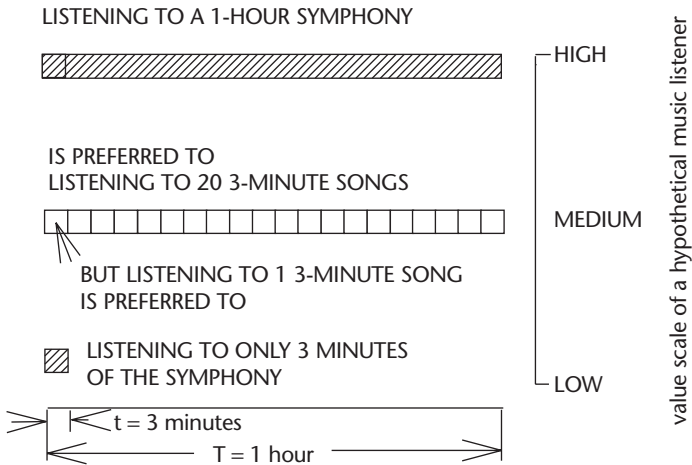 LISTENING TO A 1-HOUR SYMPHONY
HIGH
IS PREFERRED TO
LISTENING TO 20 3-MINUTE SONGS
MEDIUM
BUT LISTENING TO 1 3-MINUTE SONG
IS PREFERRED TO
LISTENING TO ONLY 3 MINUTES
OF THE SYMPHONY
LOW
t = 3 minutes
T = 1 hour
value scale of a hypothetical music listener